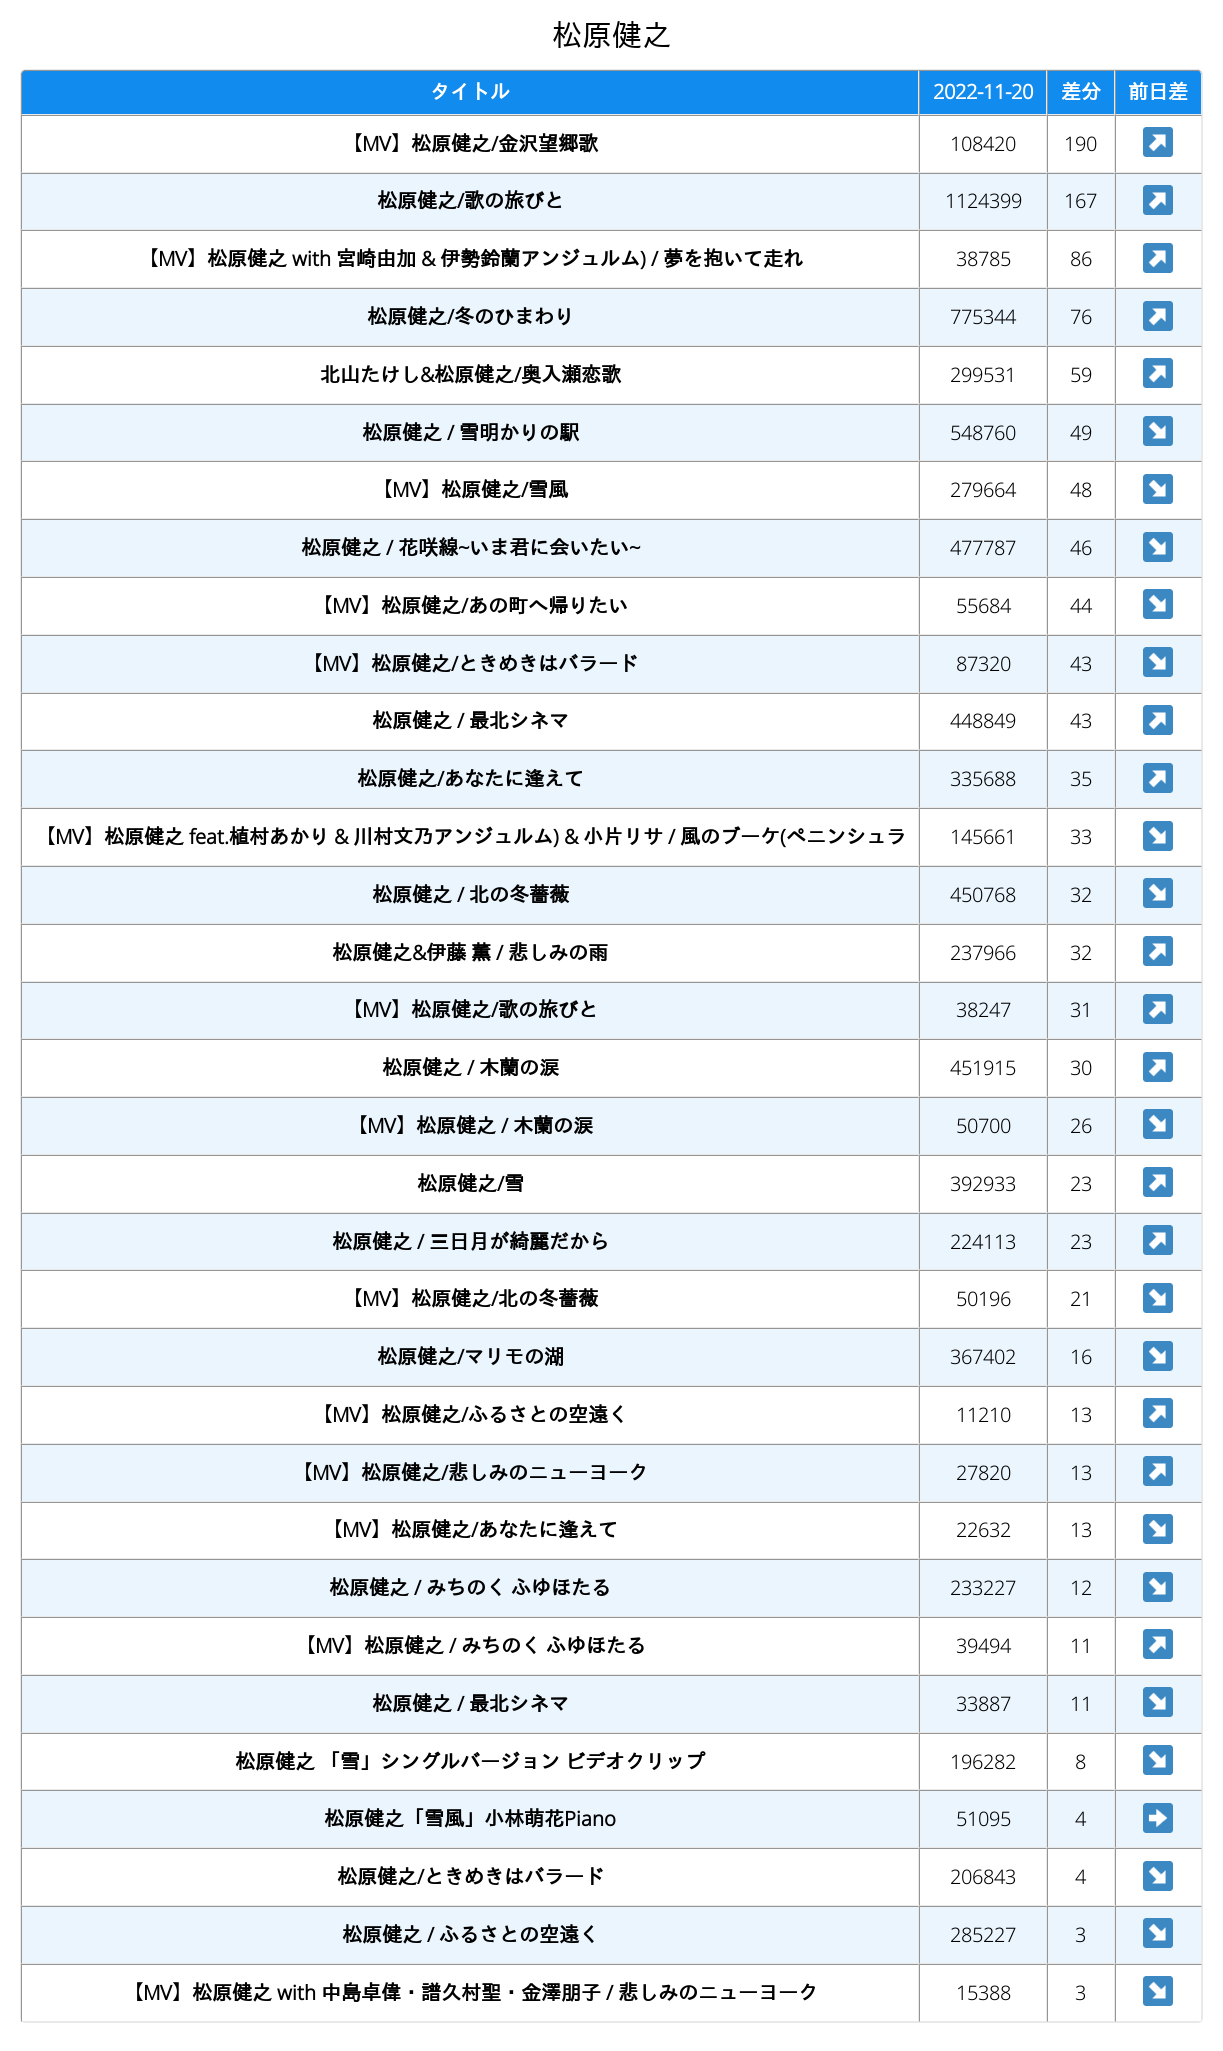 松原健之
タイトル 2022-11-20 差分 前日差
【MV】松原健之/金沢望郷歌 108420 190
松原健之/歌の旅びと 1124399 167
【MV】松原健之 with 宮崎由加 & 伊勢鈴蘭アンジュルム) / 夢を抱いて走れ 38785 86
松原健之/冬のひまわり 775344 76
北山たけし&松原健之/奥入瀬恋歌 299531 59
松原健之 / 雪明かりの駅 548760 49
【MV】松原健之/雪風 279664 48
松原健之 / 花咲線~いま君に会いたい~ 477787 46
【MV】松原健之/あの町へ帰りたい 55684 44
【MV】松原健之/ときめきはバラード 87320 43
松原健之 / 最北シネマ 448849 43
松原健之/あなたに逢えて 335688 35
【MV】松原健之 feat.植村あかり & 川村文乃アンジュルム) & 小片リサ / 風のブーケ(ペニンシュラ 145661 33
松原健之 / 北の冬薔薇 450768 32
松原健之&伊藤 薫 / 悲しみの雨 237966 32
【MV】松原健之/歌の旅びと 38247 31
松原健之 / 木蘭の涙 451915 30
【MV】松原健之 / 木蘭の涙 50700 26
松原健之/雪 392933 23
松原健之 / 三日月が綺麗だから 224113 23
【MV】松原健之/北の冬薔薇 50196 21
松原健之/マリモの湖 367402 16
【MV】松原健之/ふるさとの空遠く 11210 13
【MV】松原健之/悲しみのニューヨーク 27820 13
【MV】松原健之/あなたに逢えて 22632 13
松原健之 / みちのく ふゆほたる 233227 12
【MV】松原健之 / みちのく ふゆほたる 39494 11
松原健之 / 最北シネマ 33887 11
松原健之 「雪」シングルバージョン ビデオクリップ 196282 8
松原健之「雪風」小林萌花Piano 51095 4
松原健之/ときめきはバラード 206843 4
松原健之 / ふるさとの空遠く 285227 3
【MV】松原健之 with 中島卓偉・譜久村聖・金澤朋子 / 悲しみのニューヨーク 15388 3